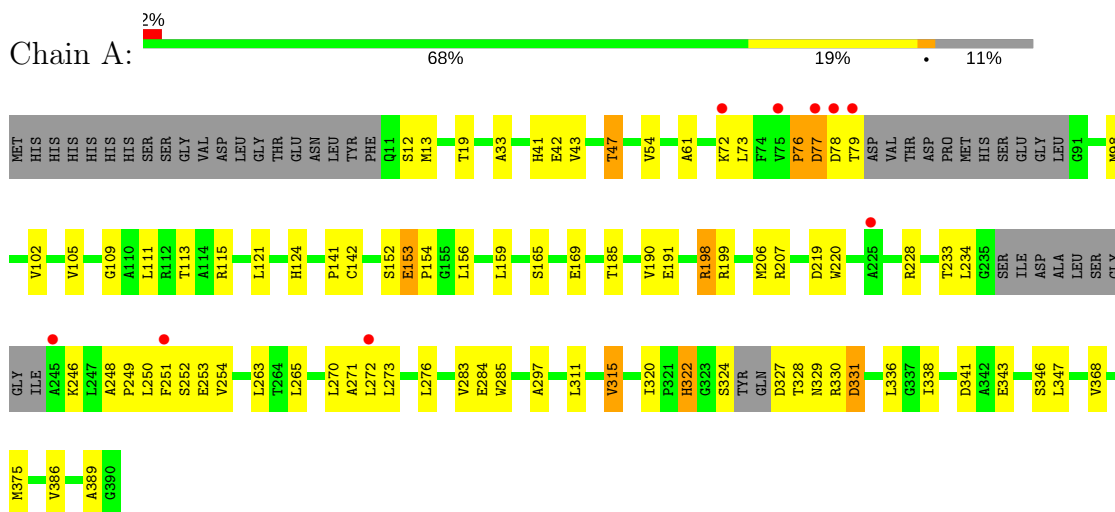 2%
Chain A:
68% 19% • 11%
MET HIS HIS HIS HIS HIS HIS SER SER GLY VAL ASP LEU GLY THR GLU ASN LEU TYR PHE Q11 S12 M13 T19 A33 H41 E42 V43 T47 V54 A61 K72 L73 F74 V75 P76 D77 D78 T79 ASP VAL THR ASP PRO MET HIS SER GLU GLY LEU G91 M98
V102 V105 G109 A110 L111 R112 T113 A114 R115 L121 H124 P141 C142 S152 E153 P154 G155 L156 L159 S165 E169 T185 V190 E191 R198 R199 M206 R207 D219 W220 A225 R228 T233 L234 G235 SER ILE ASP ALA LEU SER GLY
GLY ILE A245 K246 L247 A248 P249 L250 F251 S252 E253 V254 L263 T264 L265 L270 A271 L272 L273 L276 V283 E284 W285 A297 L311 V315 I320 P321 H322 G323 S324 TYR GLN D327 T328 N329 R330 D331 L336 G337 I338 D341 A342 E343 S346 L347 V368
M375 V386 A389 G390